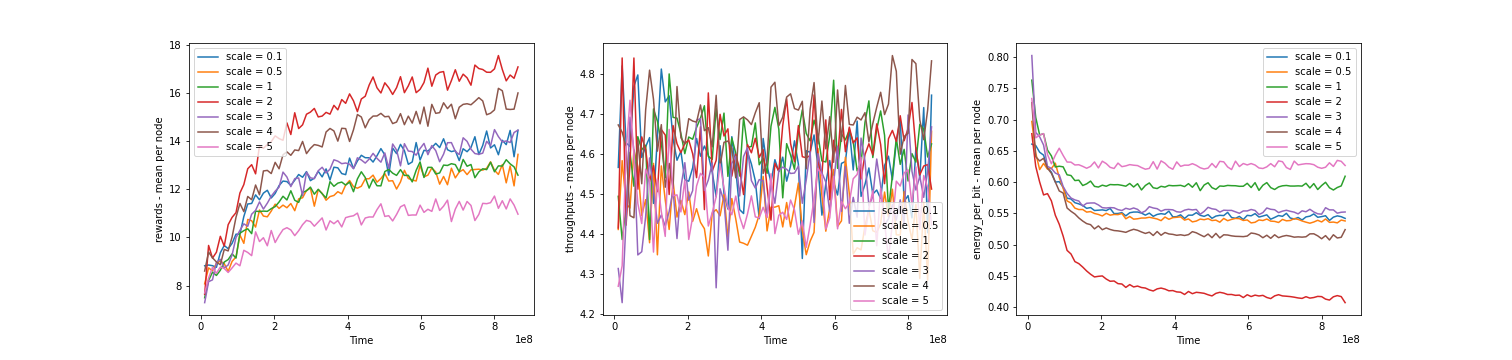 rewards - mean per node
18
16
14
12
10
8
scale = 0.1
scale = 0.5
scale = 1
scale = 2
scale = 3
scale = 4
scale = 5
0
2
4
6
8
1e8
Time
throughputs - mean per node
4.8
4.7
4.6
4.5
4.4
4.3
4.2
scale = 0.1
scale = 0.5
scale = 1
scale = 2
scale = 3
scale = 4
scale = 5
0
2
4
6
8
1e8
Time
energy_per_bit - mean per node
0.80
0.75
0.70
0.65
0.60
0.55
0.50
0.45
0.40
scale = 0.1
scale = 0.5
scale = 1
scale = 2
scale = 3
scale = 4
scale = 5
0
2
4
6
8
1e8
Time